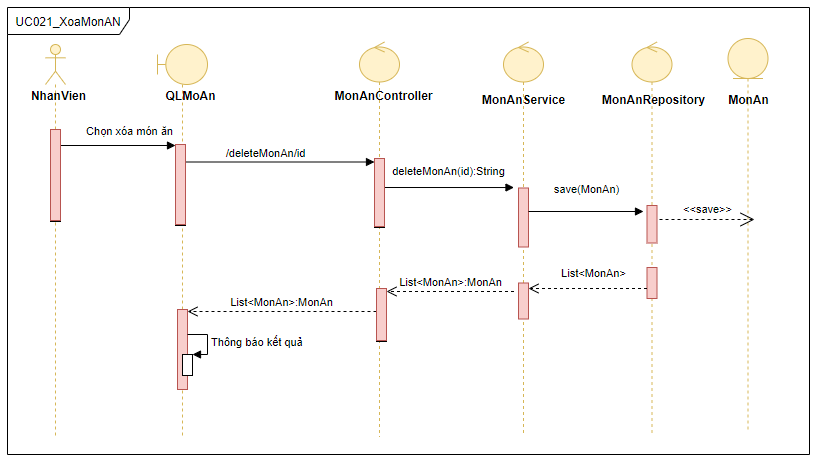 UC021_XoaMonAN
NhanVien
QLMoAn
MonAnController
MonAnService
MonAnRepository
MonAn
Chọn xóa món ăn
/deleteMonAn/id
deleteMonAn(id):String
save(MonAn)
<<save>>
List<MonAn>
List<MonAn>:MonAn
List<MonAn>:MonAn
Thông báo kết quả